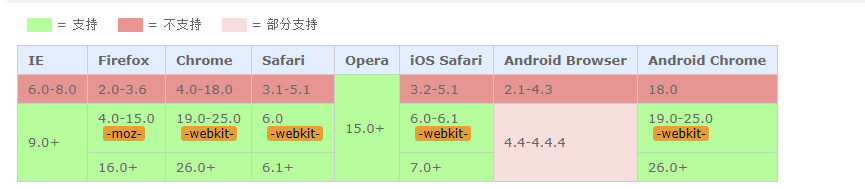 = 支持 = 不支持 = 部分支持
IE Firefox Chrome Safari Opera iOS Safari Android Browser Android Chrome
6.0-8.0 2.0-3.6 4.0-18.0 3.1-5.1 15.0+ 3.2-5.1 2.1-4.3 18.0
9.0+ 4.0-15.0 19.0-25.0 6.0 6.0-6.1 4.4-4.4.4 19.0-25.0
-moz- -webkit- -webkit- -webkit- -webkit-
16.0+ 26.0+ 6.1+ 7.0+ 26.0+